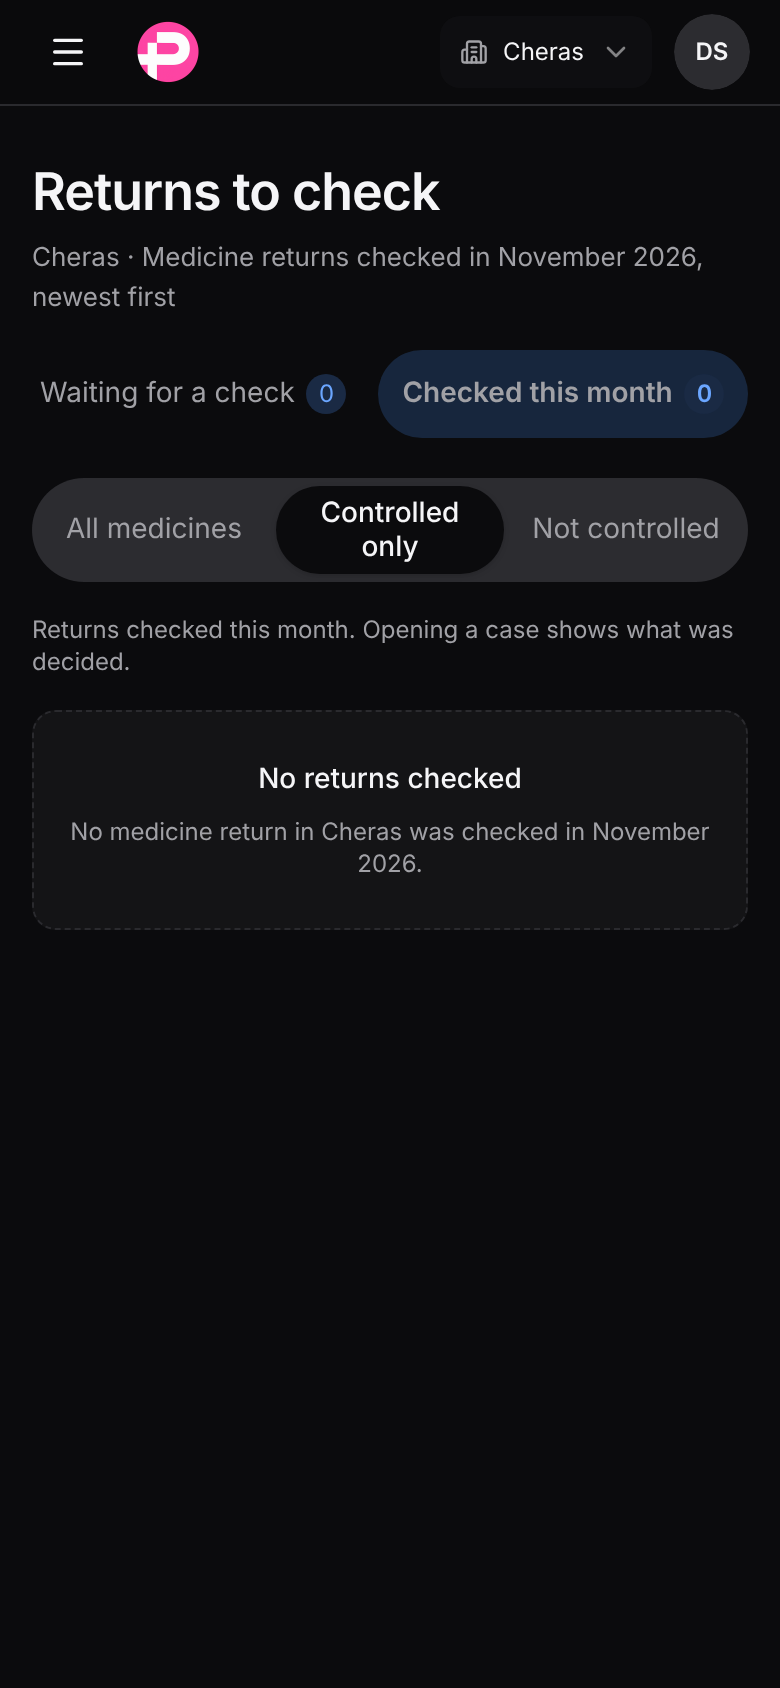 Cheras
DS
Returns to check
Cheras · Medicine returns checked in November 2026,
newest first
Waiting for a check 0
Checked this month 0
All medicines
Controlled
only
Not controlled
Returns checked this month. Opening a case shows what was
decided.
No returns checked
No medicine return in Cheras was checked in November
2026.